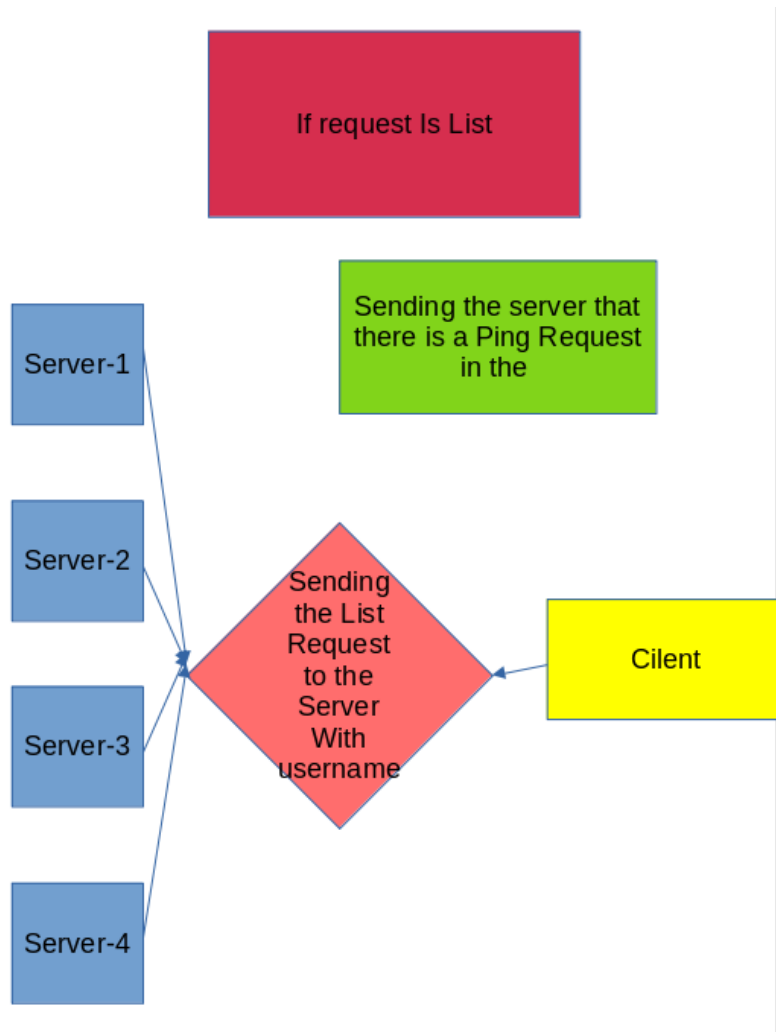 If request Is List
Sending the server that
there is a Ping Request
in the
Server-1
Server-2
Sending
the List
Request
to the
Server
With
username
Cilent
Server-3
Server-4